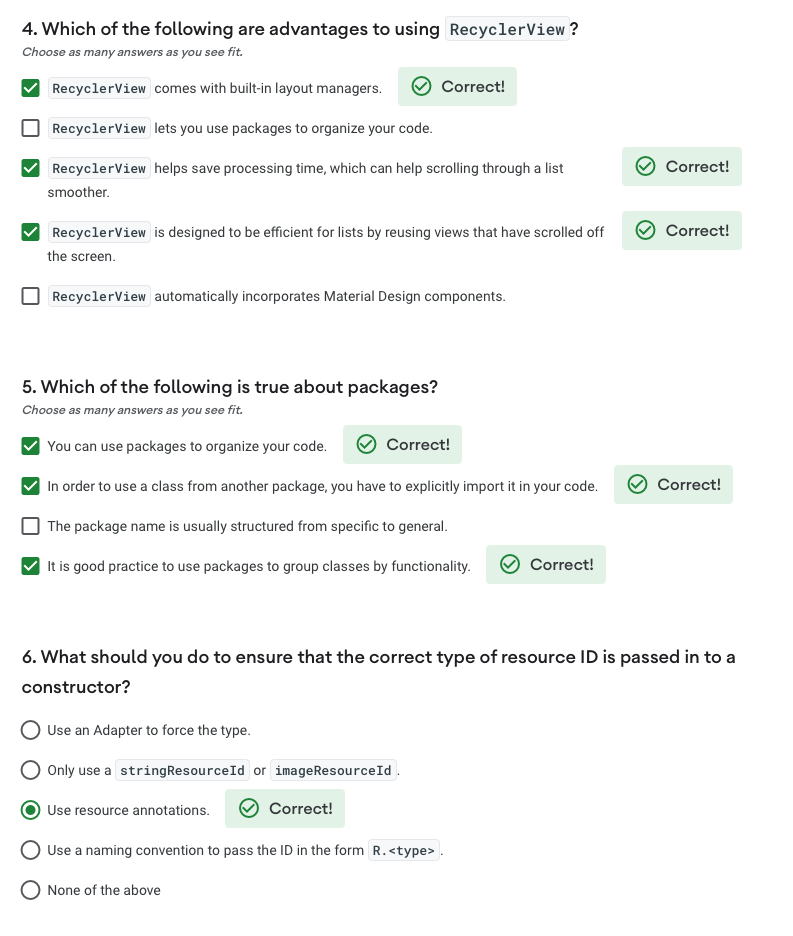 4. Which of the following are advantages to using RecyclerView?
Choose as many answers as you see fit.
RecyclerView comes with built-in layout managers. Correct!
RecyclerView lets you use packages to organize your code.
RecyclerView helps save processing time, which can help scrolling through a list Correct!
smoother.
RecyclerView is designed to be efficient for lists by reusing views that have scrolled off Correct!
the screen.
RecyclerView automatically incorporates Material Design components.
5. Which of the following is true about packages?
Choose as many answers as you see fit.
You can use packages to organize your code. Correct!
In order to use a class from another package, you have to explicitly import it in your code. Correct!
The package name is usually structured from specific to general.
It is good practice to use packages to group classes by functionality. Correct!
6. What should you do to ensure that the correct type of resource ID is passed in to a
constructor?
Use an Adapter to force the type.
Only use a stringResourceId or imageResourceId.
Use resource annotations. Correct!
Use a naming convention to pass the ID in the form R.<type>.
None of the above